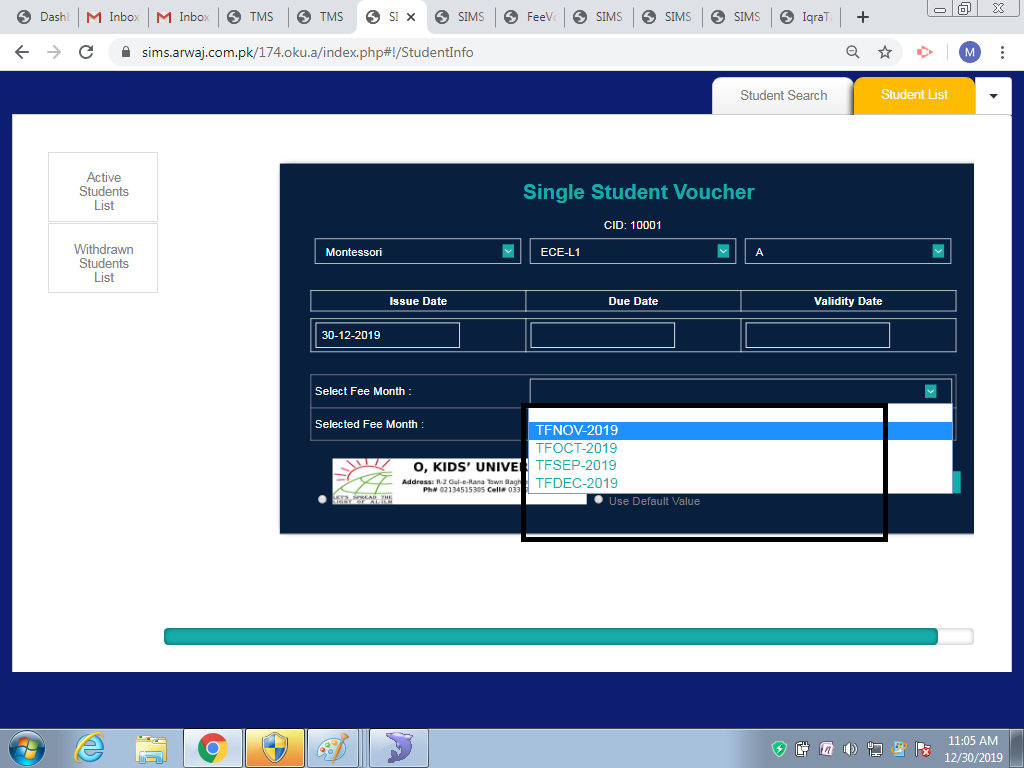 Dashb
Inbox
Inbox
TMS
TMS
SI
SIMS
FeeVo
SIMS
SIMS
SIMS
IqraTa
sims.arwaj.com.pk/174.oku.a/index.php#!/StudentInfo
M
Student Search
Student List
Active
Students
List
Withdrawn
Students
List
Single Student Voucher
CID: 10001
Montessori
ECE-L1
A
Issue Date
Due Date
Validity Date
30-12-2019
Select Fee Month :
Selected Fee Month :
TFNOV-2019
TFOCT-2019
TFSEP-2019
TFDEC-2019
O, KIDS' UNIVER
Address: R-2 Gul-e-Rana Town Bagh
Ph# 02134515305 Cell# 033
LET'S SPREAD THE
LIGHT OF AL-ILM
Use Default Value
11:05 AM
12/30/2019